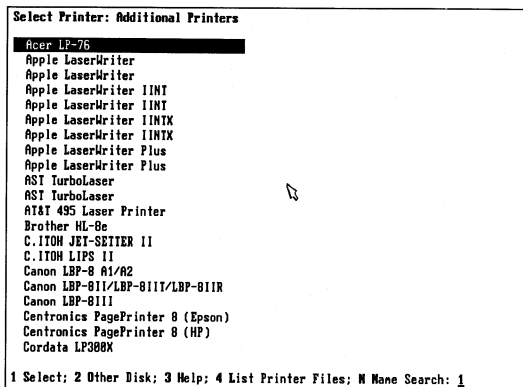 Select Printer: Additional Printers
Acer LP-76
Apple LaserWriter
Apple LaserWriter
Apple LaserWriter IINT
Apple LaserWriter IINT
Apple LaserWriter IINTX
Apple LaserWriter IINTX
Apple LaserWriter Plus
Apple LaserWriter Plus
AST TurboLaser
AST TurboLaser
AT&T 495 Laser Printer
Brother HL-8e
C.ITOH JET-SETTER II
C.ITOH LIPS II
Canon LBP-8 A1/A2
Canon LBP-8II/LBP-8IIT/LBP-8IIR
Canon LBP-8III
Centronics PagePrinter 8 (Epson)
Centronics PagePrinter 8 (HP)
Cordata LP300X
1 Select; 2 Other Disk; 3 Help; 4 List Printer Files; N Name Search: 1